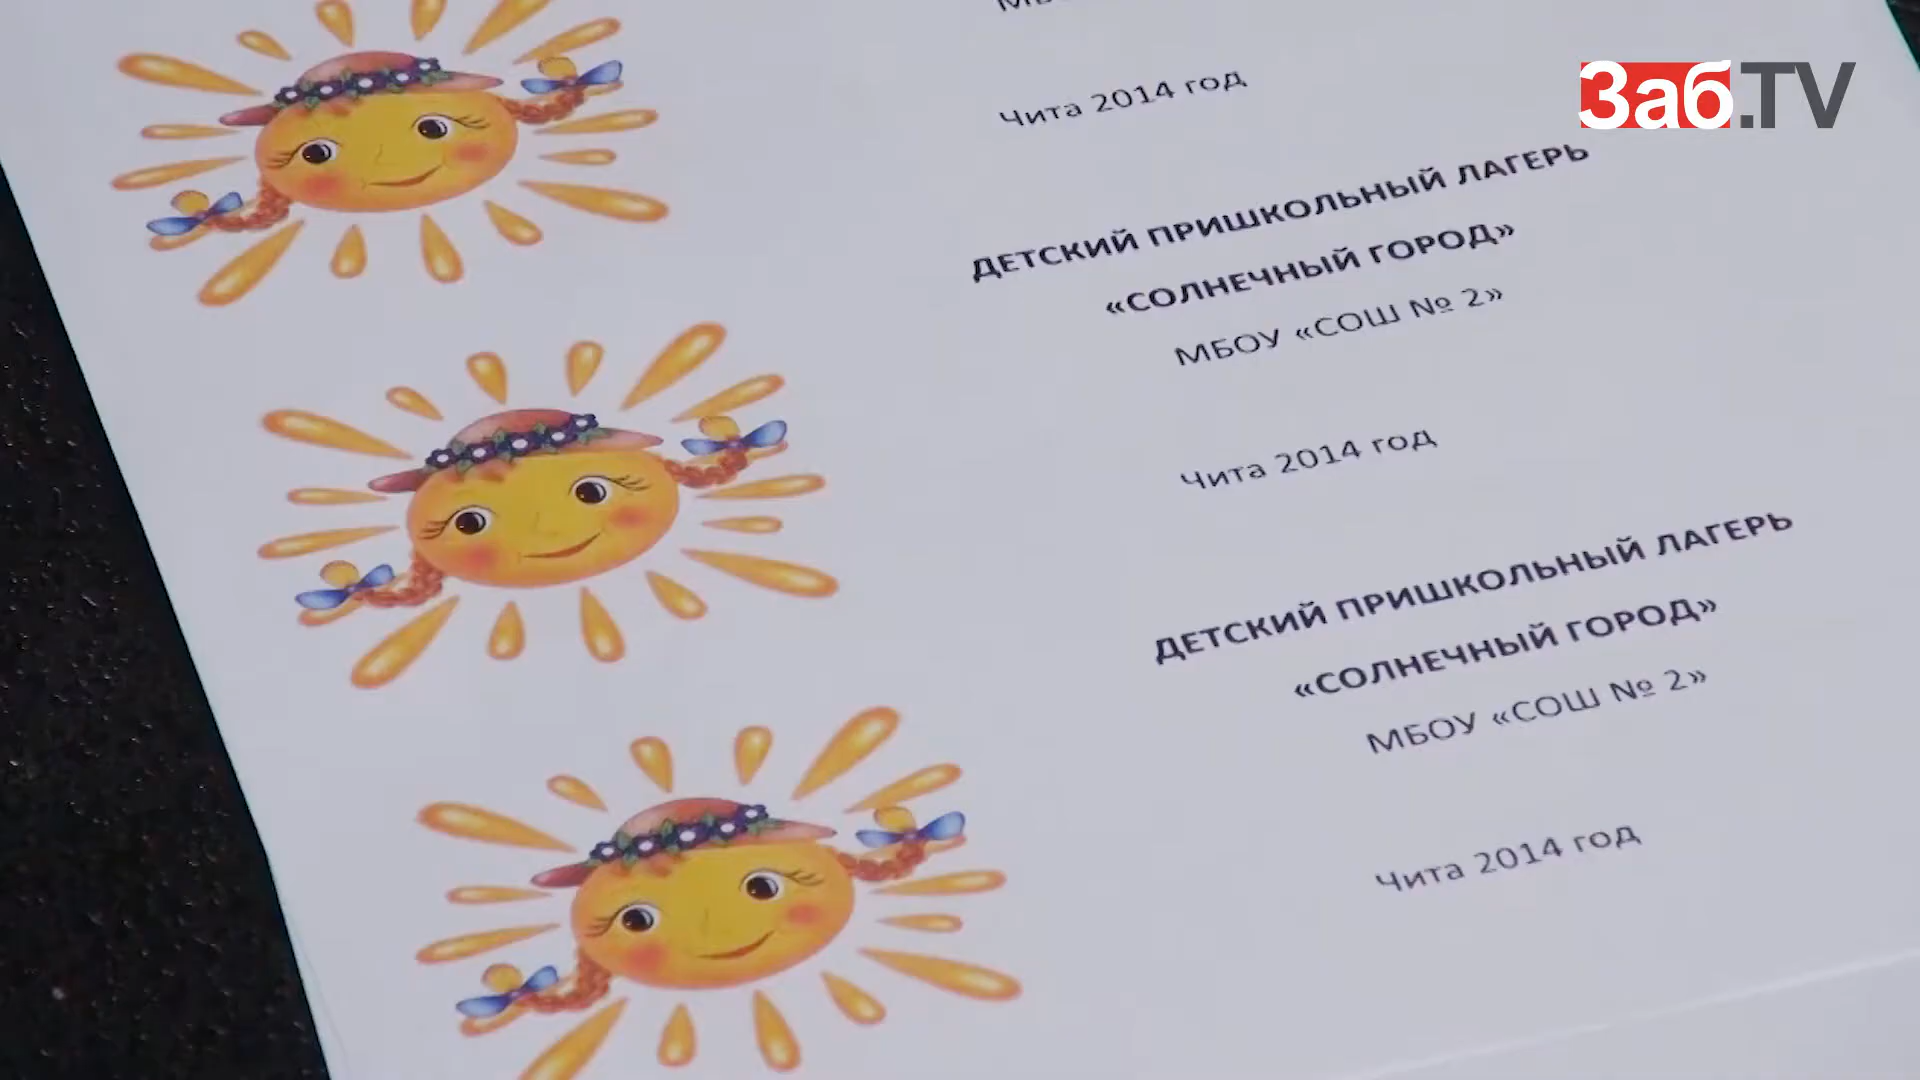 Заб.TV
Чита 2014 год
ДЕТСКИЙ ПРИШКОЛЬНЫЙ ЛАГЕРЬ
«СОЛНЕЧНЫЙ ГОРОД»
МБОУ «СОШ № 2»
Чита 2014 год
ДЕТСКИЙ ПРИШКОЛЬНЫЙ ЛАГЕРЬ
«СОЛНЕЧНЫЙ ГОРОД»
МБОУ «СОШ № 2»
Чита 2014 год